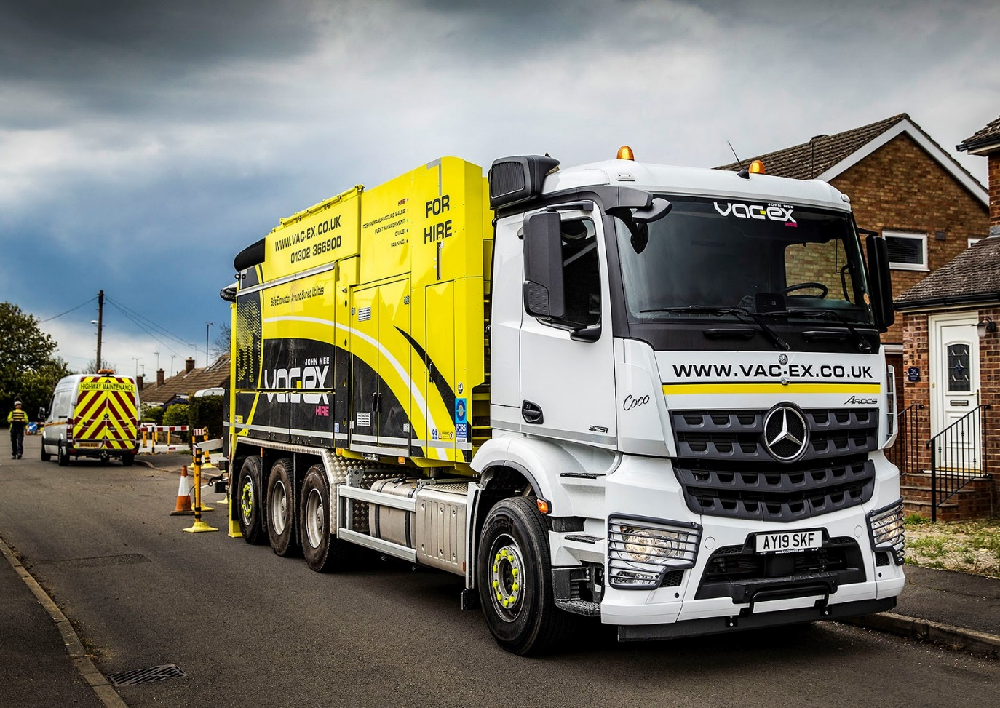 HIGHWAY MAINTENANCE
WWW.VAC-EX.CO.UK
01302 366900
HIRE
DESIGN MANUFACTURE SALES
FLEET MANAGEMENT
CIVILS
TRAINING
FOR
HIRE
Safe Excavation Around Buried Utilities
JOHN MEE
vac-ex
HIRE
FORS
WARNING
3251
Coco
JOHN MEE
vac-ex
HIRE
WWW.VAC-EX.CO.UK
AROCS
AY19 SKF
26